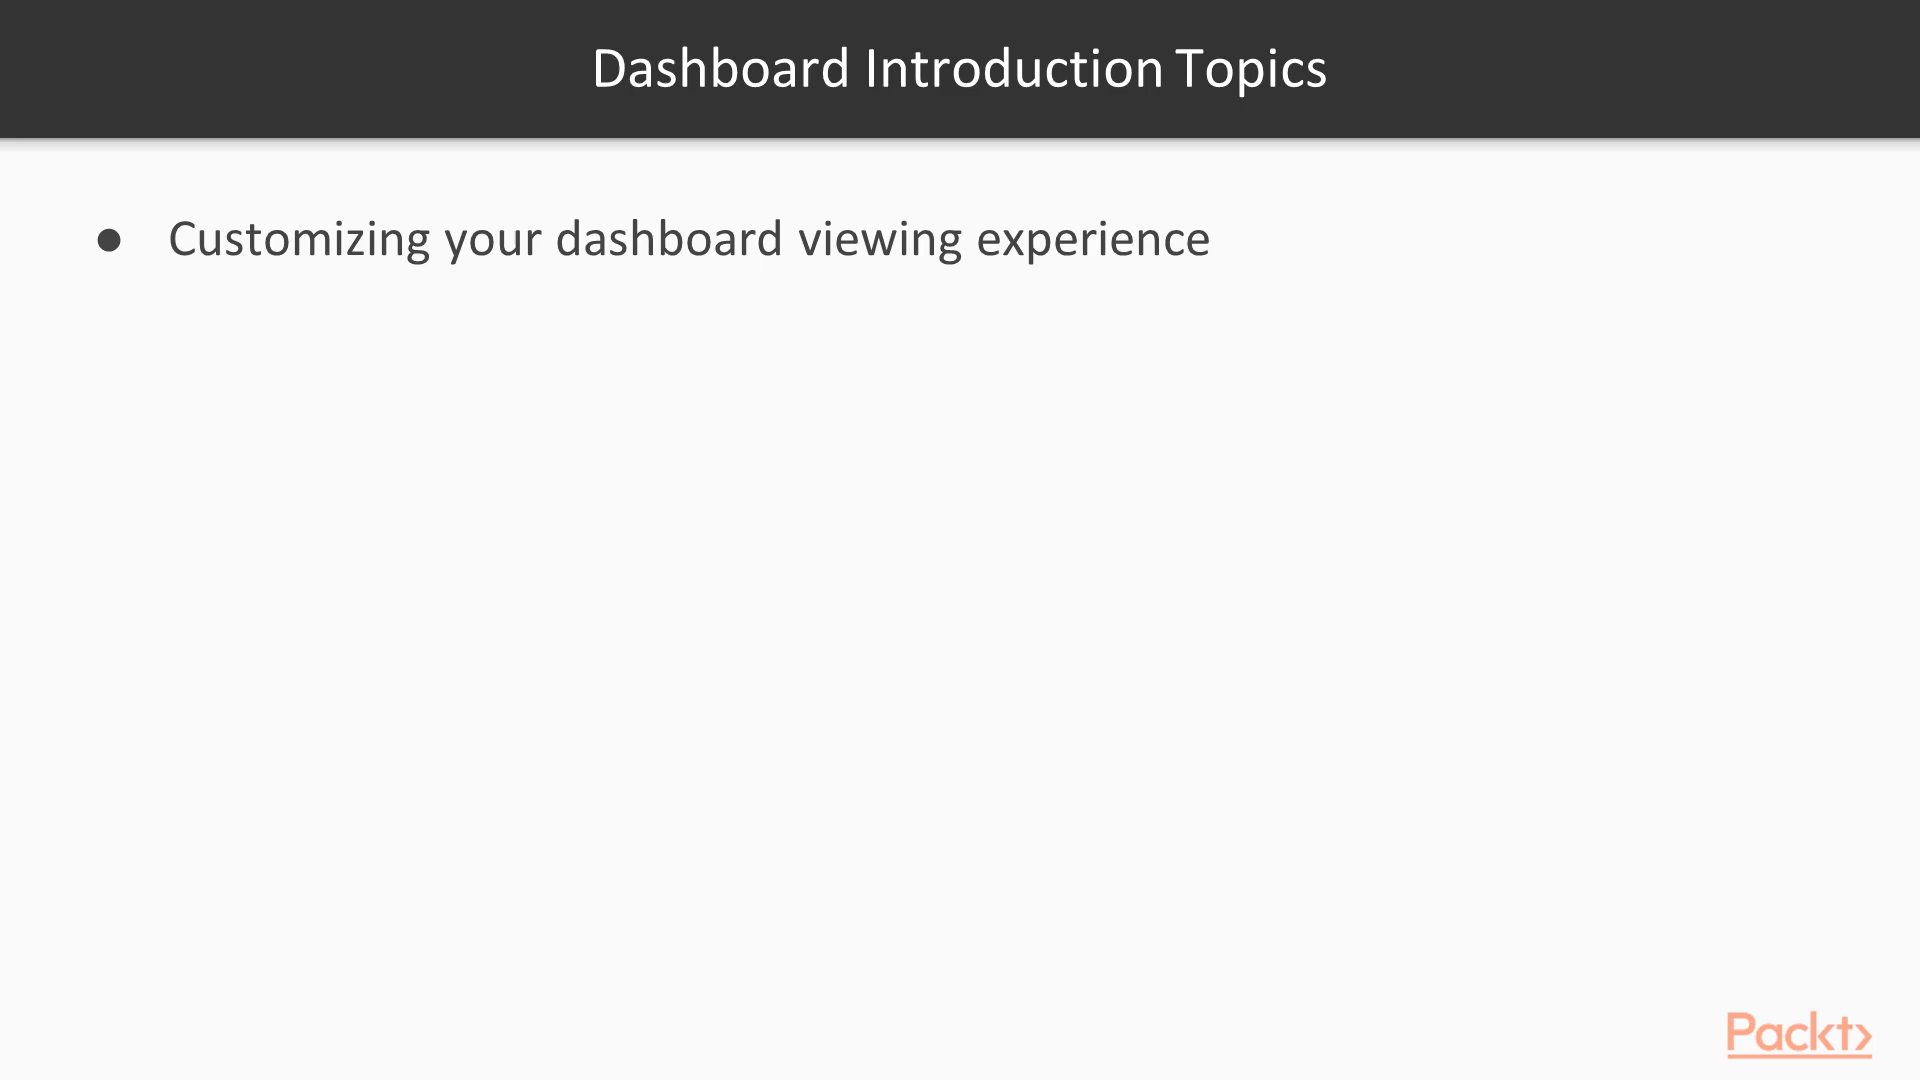 Dashboard Introduction Topics
● Customizing your dashboard viewing experience
Packt>